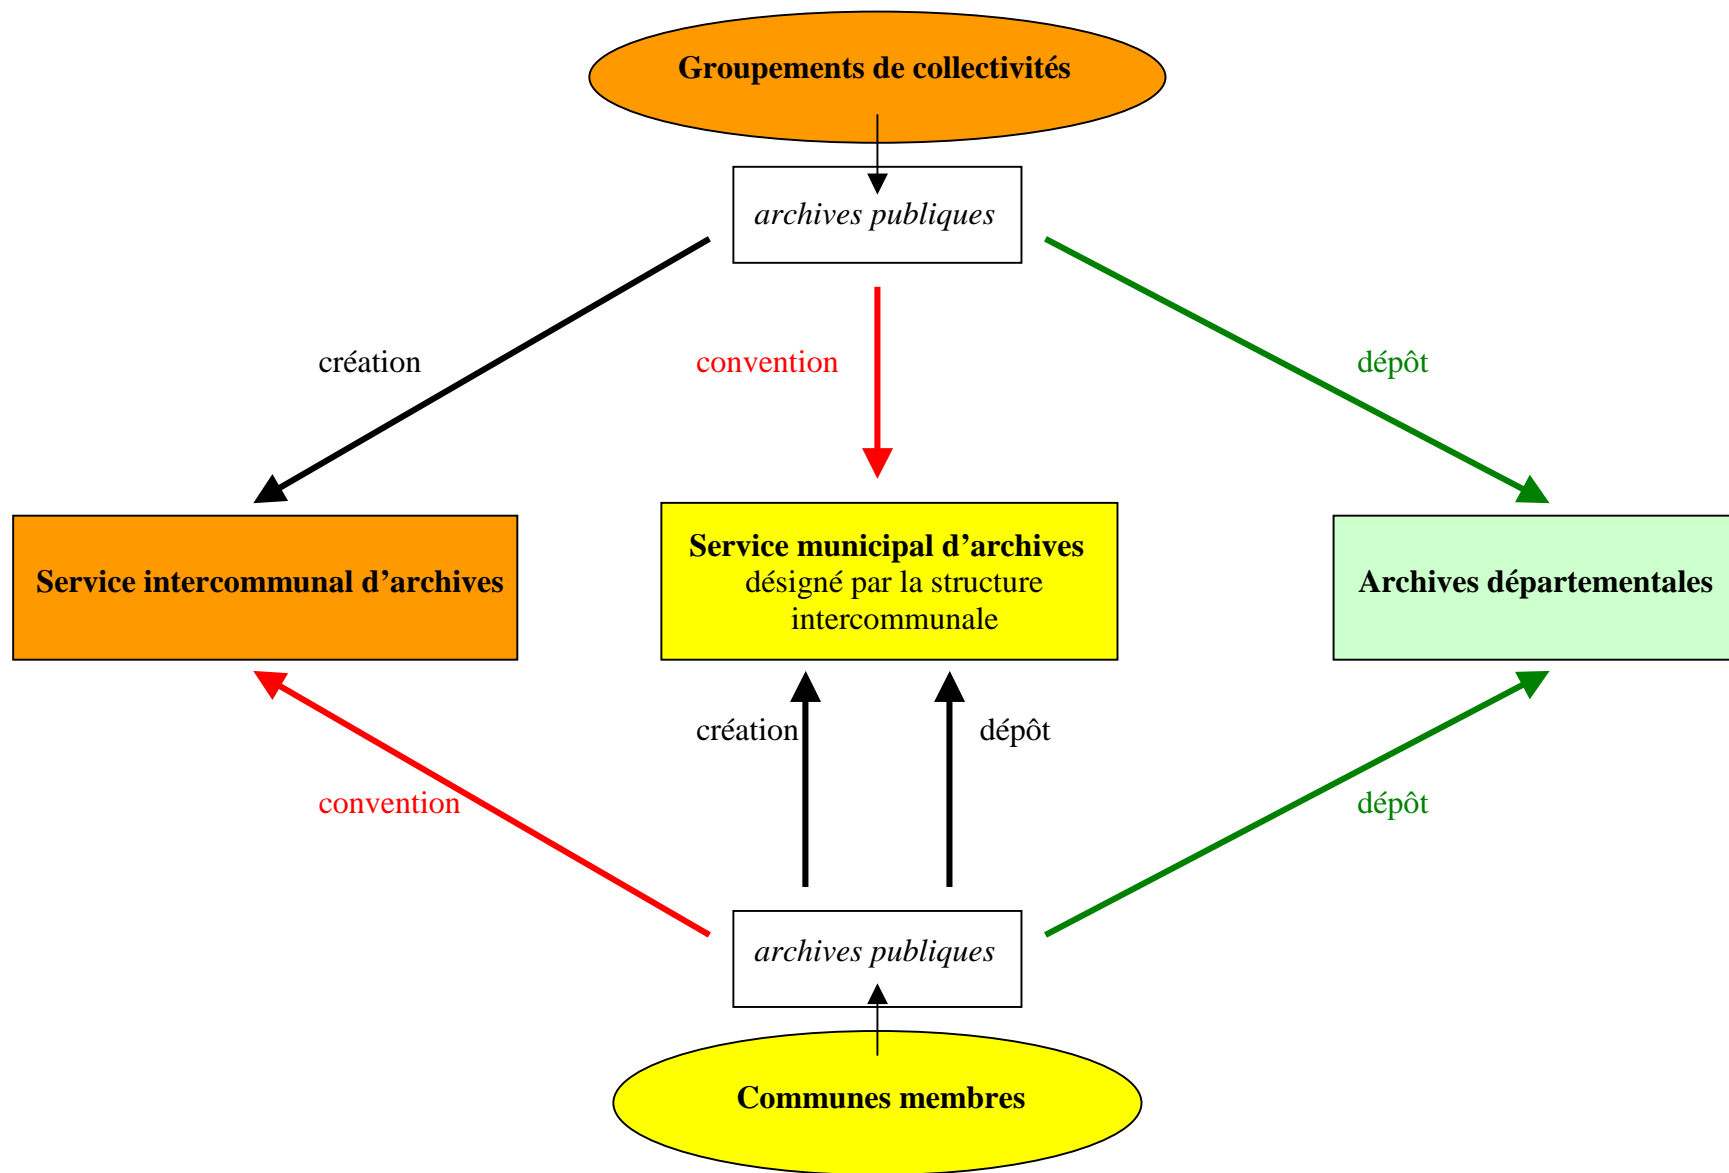 Groupements de collectivités
archives publiques
création
convention
dépôt
Service intercommunal d’archives
Service municipal d’archives
désigné par la structure
intercommunale
Archives départementales
création
dépôt
convention
dépôt
archives publiques
Communes membres